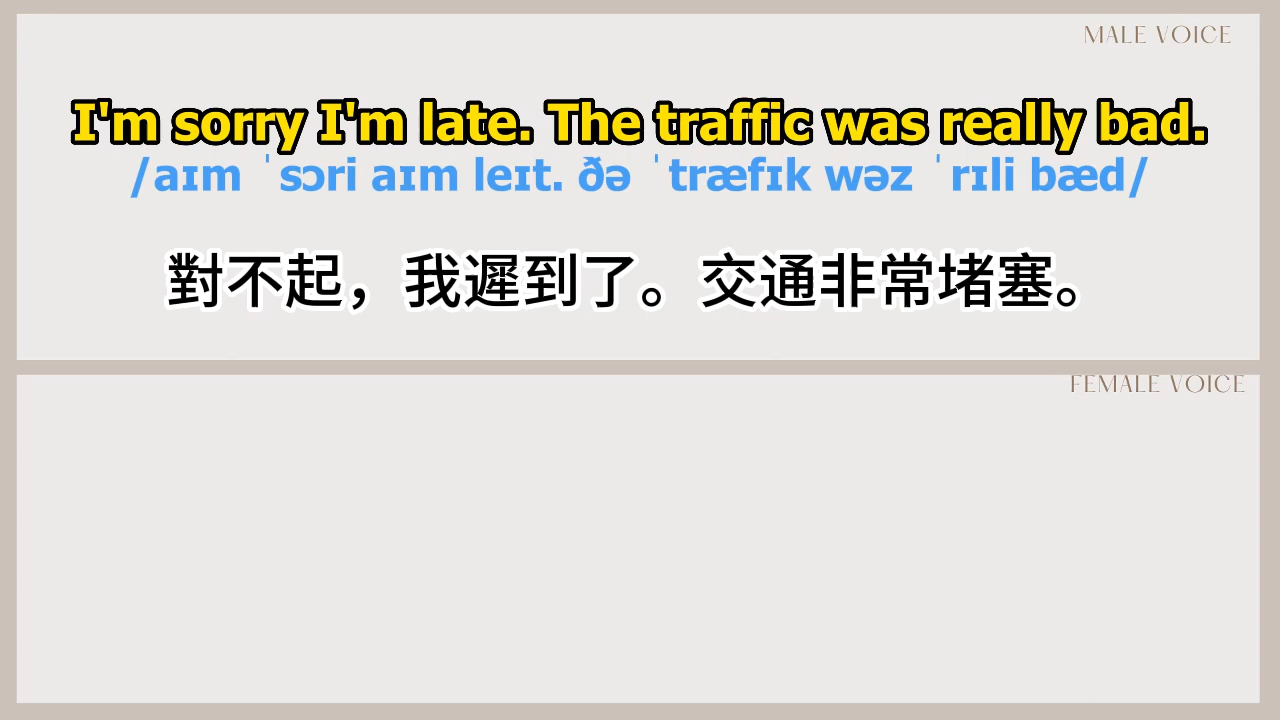 MALE VOICE
I'm sorry I'm late. The traffic was really bad.
/aɪm ˈsɔri aɪm leɪt. ðə ˈtræfɪk wəz ˈrɪli bæd/
對不起，我遲到了。交通非常堵塞。
FEMALE VOICE